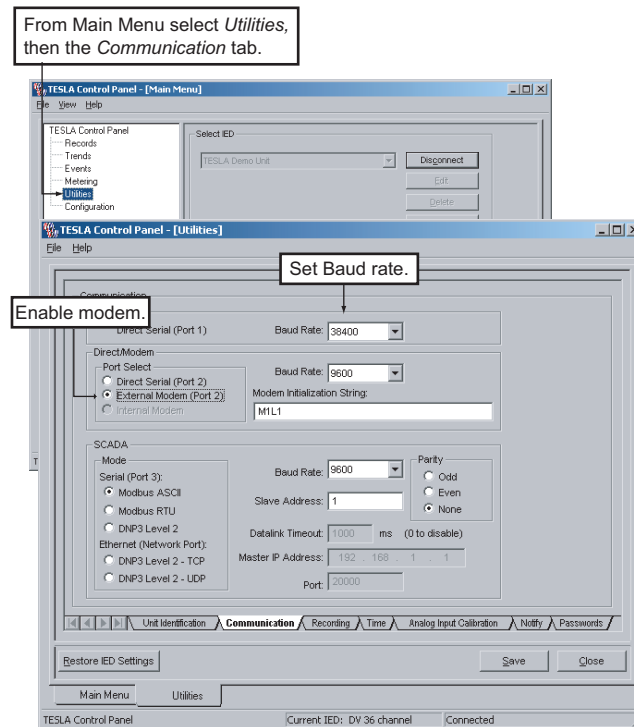 From Main Menu select Utilities,
then the Communication tab.
TESLA Control Panel - [Main Menu]
File View Help
TESLA Control Panel
Records
Trends
Events
Metering
Utilities
Configuration
Select IED
TESLA Demo Unit
Disconnect
Edit
Delete
TESLA Control Panel - [Utilities]
File Help
Set Baud rate.
Communication
Enable modem.
Direct Serial (Port 1)
Baud Rate: 38400
Direct/Modem
Port Select
Direct Serial (Port 2)
External Modem (Port 2)
Internal Modem
Baud Rate: 9600
Modem Initialization String:
M1L1
SCADA
Mode
Serial (Port 3):
Modbus ASCII
Modbus RTU
DNP3 Level 2
Ethernet (Network Port):
DNP3 Level 2 - TCP
DNP3 Level 2 - UDP
Baud Rate: 9600
Slave Address: 1
Datalink Timeout: 1000 ms (0 to disable)
Master IP Address: 192 . 168 . 1 . 1
Port: 20000
Parity
Odd
Even
None
Unit Identification Communication Recording Time Analog Input Calibration Notify Passwords
Restore IED Settings Save Close
Main Menu Utilities
TESLA Control Panel Current IED: DV 36 channel Connected